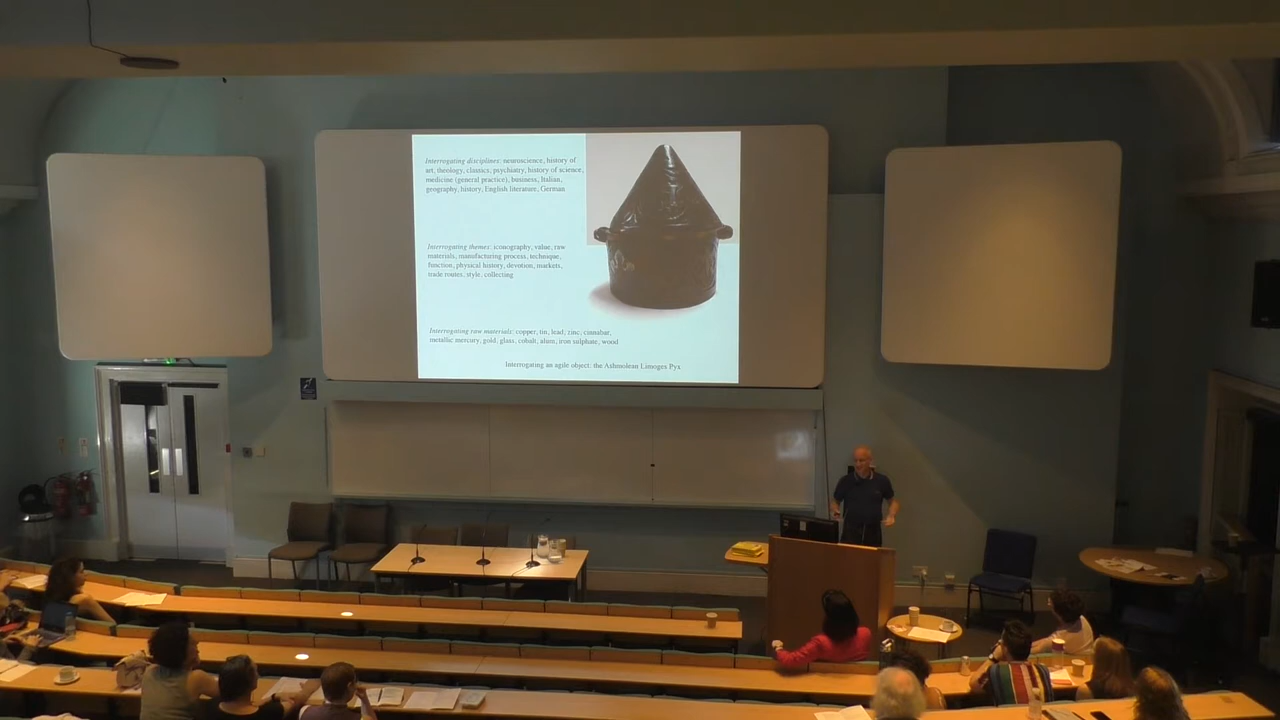 Interrogating disciplines: neuroscience, history of
art, theology, classics, psychiatry, history of science,
medicine (general practice), business, Italian,
geography, history, English literature, German
Interrogating themes: iconography, value, raw
materials, manufacturing process, technique,
function, physical history, devotion, markets,
trade routes, style, collecting
Interrogating raw materials: copper, tin, lead, zinc, cinnabar,
metallic mercury, gold, glass, cobalt, alum, iron sulphate, wood
Interrogating an agile object: the Ashmolean Limoges Pyx